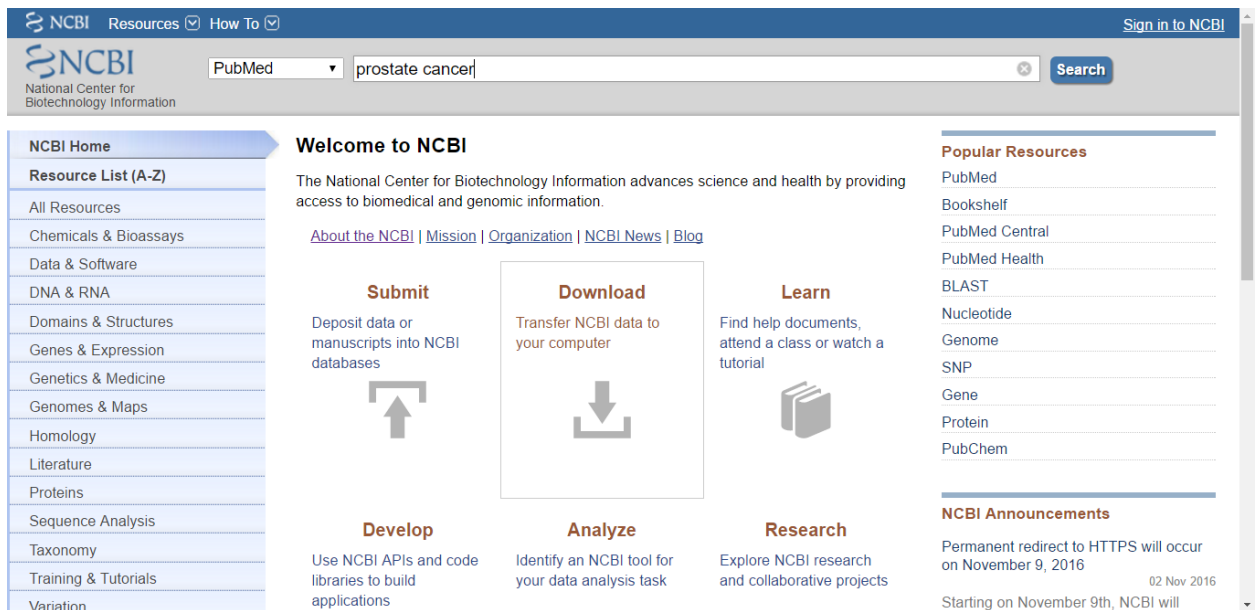 NCBI Resources How To Sign in to NCBI
NCBI
National Center for
Biotechnology Information
PubMed prostate cancer Search
NCBI Home
Resource List (A-Z)
All Resources
Chemicals & Bioassays
Data & Software
DNA & RNA
Domains & Structures
Genes & Expression
Genetics & Medicine
Genomes & Maps
Homology
Literature
Proteins
Sequence Analysis
Taxonomy
Training & Tutorials
Variation
Welcome to NCBI
The National Center for Biotechnology Information advances science and health by providing
access to biomedical and genomic information.
About the NCBI | Mission | Organization | NCBI News | Blog
Submit
Deposit data or
manuscripts into NCBI
databases
Download
Transfer NCBI data to
your computer
Learn
Find help documents,
attend a class or watch a
tutorial
Develop
Use NCBI APIs and code
libraries to build
applications
Analyze
Identify an NCBI tool for
your data analysis task
Research
Explore NCBI research
and collaborative projects
Popular Resources
PubMed
Bookshelf
PubMed Central
PubMed Health
BLAST
Nucleotide
Genome
SNP
Gene
Protein
PubChem
NCBI Announcements
Permanent redirect to HTTPS will occur
on November 9, 2016
02 Nov 2016
Starting on November 9th, NCBI will